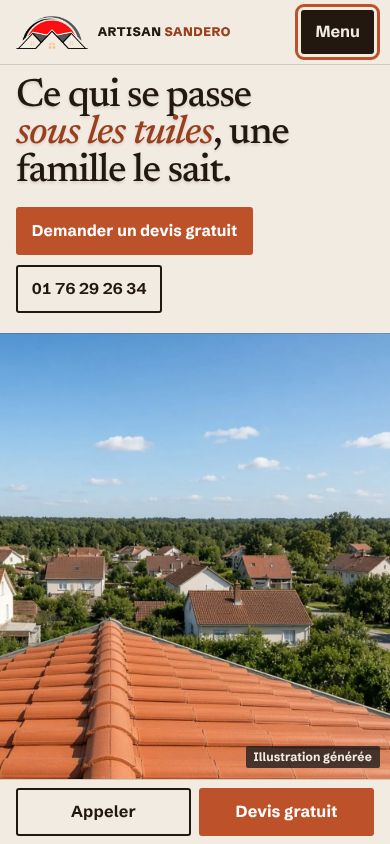 ARTISAN SANDERO
Menu
Ce qui se passe
sous les tuiles, une
famille le sait.
Demander un devis gratuit
01 76 29 26 34
Illustration générée
Appeler
Devis gratuit